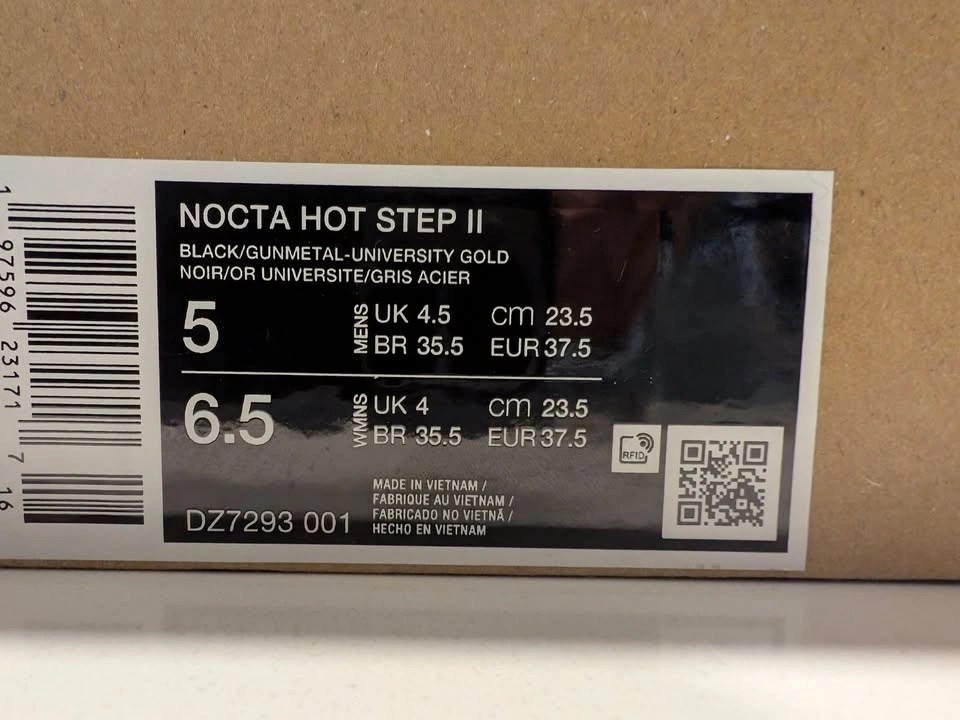 1 97596 23171 7 16
NOCTA HOT STEP II
BLACK/GUNMETAL-UNIVERSITY GOLD
NOIR/OR UNIVERSITE/GRIS ACIER
5 MENS UK 4.5 CM 23.5
BR 35.5 EUR 37.5
6.5 WMNS UK 4 CM 23.5
BR 35.5 EUR 37.5
RFID
MADE IN VIETNAM /
FABRIQUE AU VIETNAM /
FABRICADO NO VIETNÃ /
HECHO EN VIETNAM
DZ7293 001